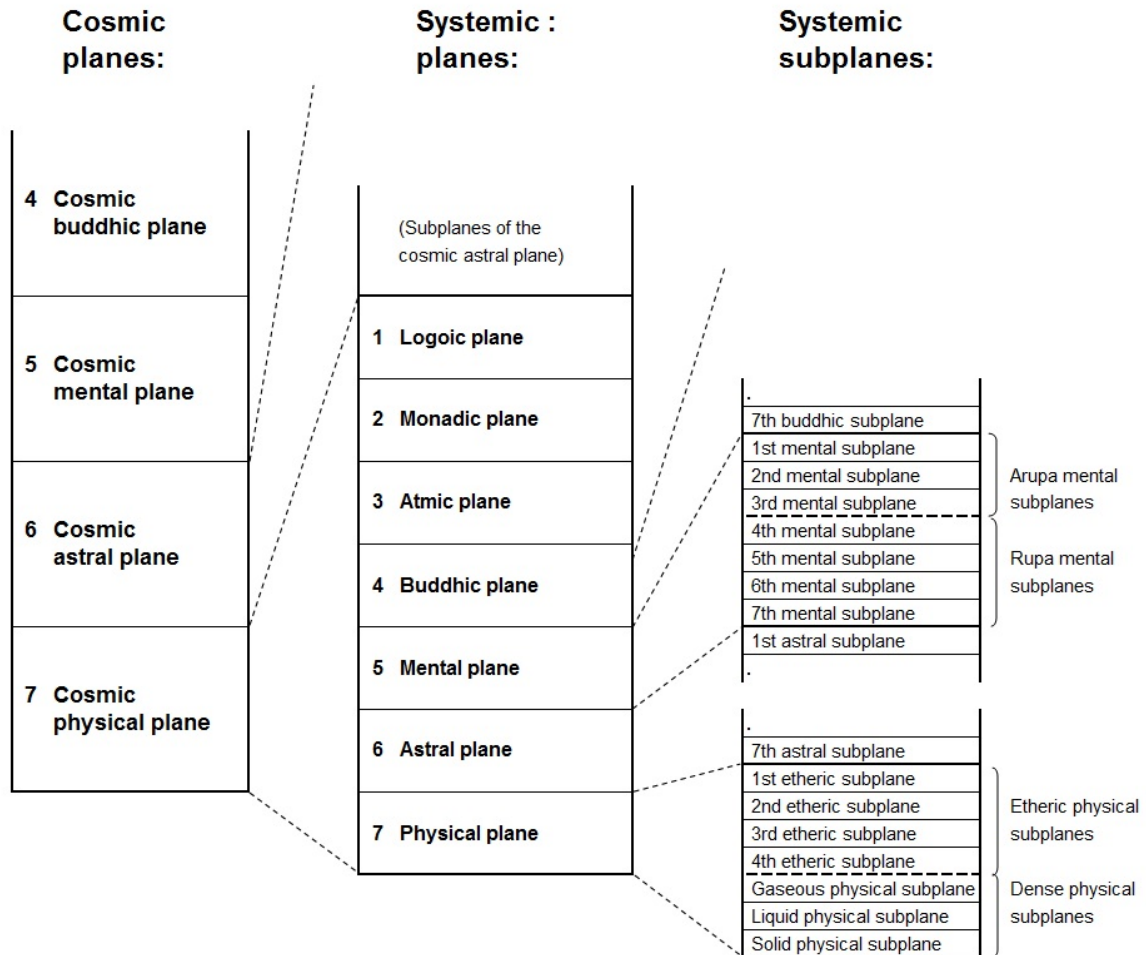 Cosmic
planes:
Systemic :
planes:
Systemic
subplanes:
4 Cosmic
buddhic plane
5 Cosmic
mental plane
6 Cosmic
astral plane
7 Cosmic
physical plane
(Subplanes of the
cosmic astral plane)
1 Logoic plane
2 Monadic plane
3 Atmic plane
4 Buddhic plane
5 Mental plane
6 Astral plane
7 Physical plane
.
7th buddhic subplane
1st mental subplane
2nd mental subplane
3rd mental subplane
4th mental subplane
5th mental subplane
6th mental subplane
7th mental subplane
1st astral subplane
.
Arupa mental
subplanes
Rupa mental
subplanes
.
7th astral subplane
1st etheric subplane
2nd etheric subplane
3rd etheric subplane
4th etheric subplane
Gaseous physical subplane
Liquid physical subplane
Solid physical subplane
Etheric physical
subplanes
Dense physical
subplanes